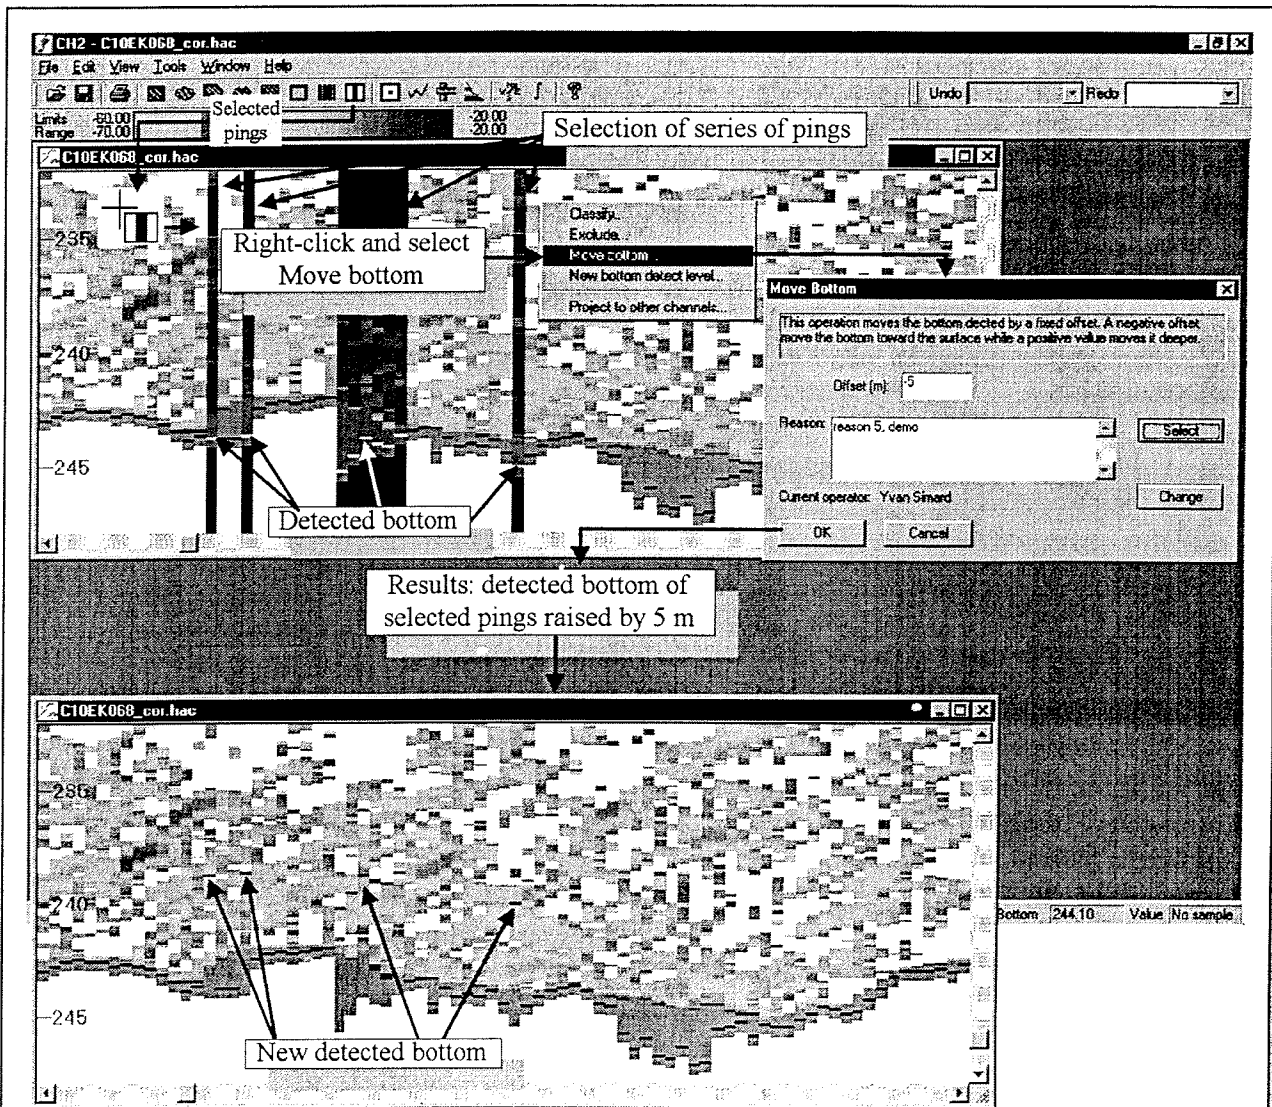 CH2 - C10EK068_cor.hac
File Edit View Tools Window Help
Undo Redo
Limits -60.00 -20.00
Range -70.00 -20.00
Selected
pings
Selection of series of pings
C10EK068_cor.hac
235
240
245
Right-click and select
Move bottom
Classify...
Exclude...
Move bottom...
New bottom detect level...
Project to other channels...
Detected bottom
Move Bottom
This operation moves the bottom dected by a fixed offset. A negative offset
move the bottom toward the surface while a positive value moves it deeper.
Offset (m): -5
Reason: reason 5, demo
Select
Current operator: Yvan Simard
Change
OK Cancel
Results: detected bottom of
selected pings raised by 5 m
C10EK068_cor.hac
235
240
245
New detected bottom
Bottom 244.10 Value No sample